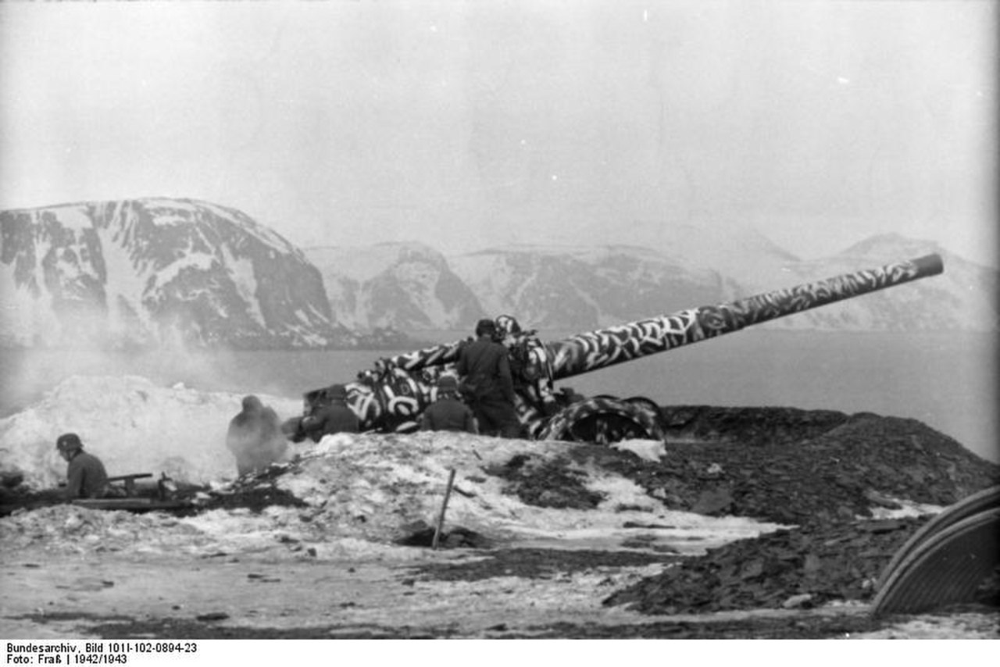 Bundesarchiv, Bild 101I-102-0894-23
Foto: Fraß | 1942/1943